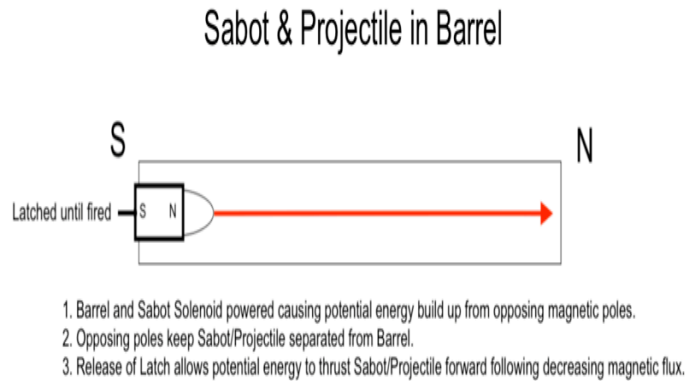 Sabot & Projectile in Barrel
S
N
Latched until fired
S N
1. Barrel and Sabot Solenoid powered causing potential energy build up from opposing magnetic poles.
2. Opposing poles keep Sabot/Projectile separated from Barrel.
3. Release of Latch allows potential energy to thrust Sabot/Projectile forward following decreasing magnetic flux.